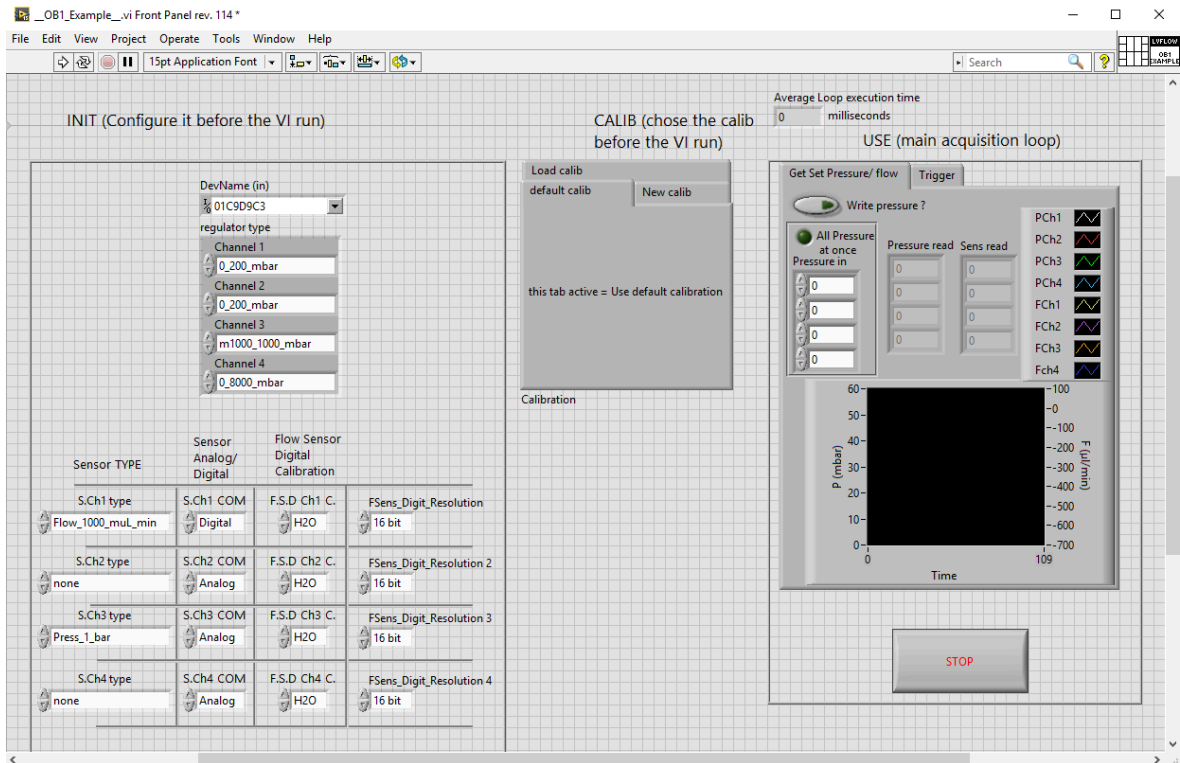 __OB1_Example__.vi Front Panel rev. 114 *
File Edit View Project Operate Tools Window Help
15pt Application Font
Search
LVFLOW
OB1
EXAMPLE
INIT (Configure it before the VI run)
DevName (in)
01C9D9C3
regulator type
Channel 1
0_200_mbar
Channel 2
0_200_mbar
Channel 3
m1000_1000_mbar
Channel 4
0_8000_mbar
Sensor TYPE
Sensor
Analog/
Digital
Flow Sensor
Digital
Calibration
S.Ch1 type S.Ch1 COM F.S.D Ch1 C. FSens_Digit_Resolution
Flow_1000_muL_min Digital H2O 16 bit
S.Ch2 type S.Ch2 COM F.S.D Ch2 C. FSens_Digit_Resolution 2
none Analog H2O 16 bit
S.Ch3 type S.Ch3 COM F.S.D Ch3 C. FSens_Digit_Resolution 3
Press_1_bar Analog H2O 16 bit
S.Ch4 type S.Ch4 COM F.S.D Ch4 C. FSens_Digit_Resolution 4
none Analog H2O 16 bit
CALIB (chose the calib
before the VI run)
Load calib
default calib New calib
this tab active = Use default calibration
Calibration
Average Loop execution time
0 milliseconds
USE (main acquisition loop)
Get Set Pressure/ flow Trigger
Write pressure ?
All Pressure
at once
Pressure in
0
0
0
0
Pressure read
0
0
0
0
Sens read
0
0
0
0
PCh1
PCh2
PCh3
PCh4
FCh1
FCh2
FCh3
Fch4
P (mbar)
60
50
40
30
20
10
0
0 109
Time
100
0
-100
-200
-300
-400
-500
-600
-700
F (µl/min)
STOP